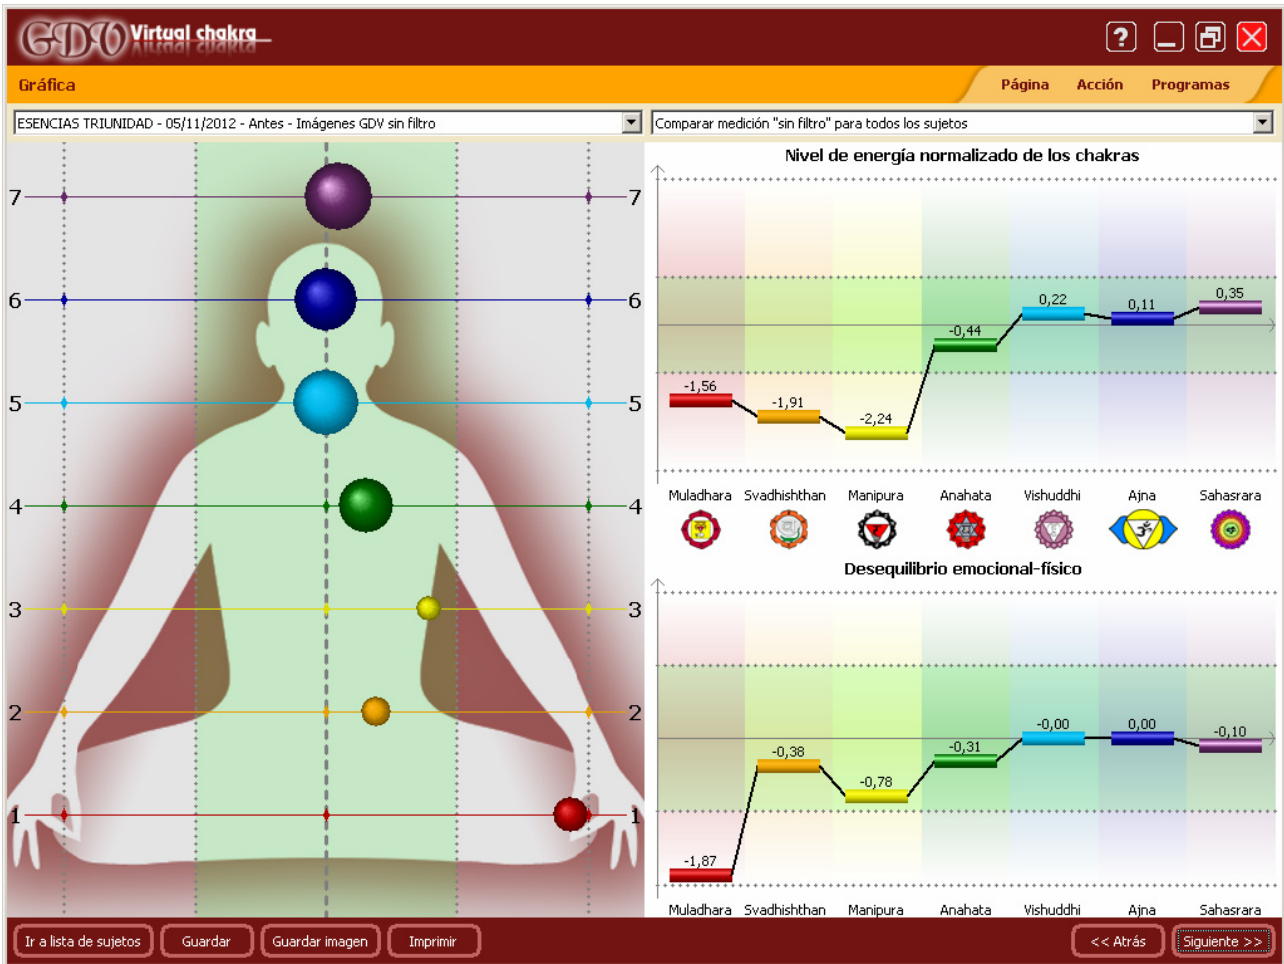 GDV Virtual chakra
?
Gráfica
Página Acción Programas
ESENCIAS TRIUNIDAD - 05/11/2012 - Antes - Imágenes GDV sin filtro
Comparar medición "sin filtro" para todos los sujetos
7 7
6 6
5 5
4 4
3 3
2 2
1 1
Nivel de energía normalizado de los chakras
-1,56 -1,91 -2,24 -0,44 0,22 0,11 0,35
Muladhara Svadhishthan Manipura Anahata Vishuddhi Ajna Sahasrara
Desequilibrio emocional-físico
-1,87 -0,38 -0,78 -0,31 -0,00 0,00 -0,10
Muladhara Svadhishthan Manipura Anahata Vishuddhi Ajna Sahasrara
Ir a lista de sujetos Guardar Guardar imagen Imprimir << Atrás Siguiente >>